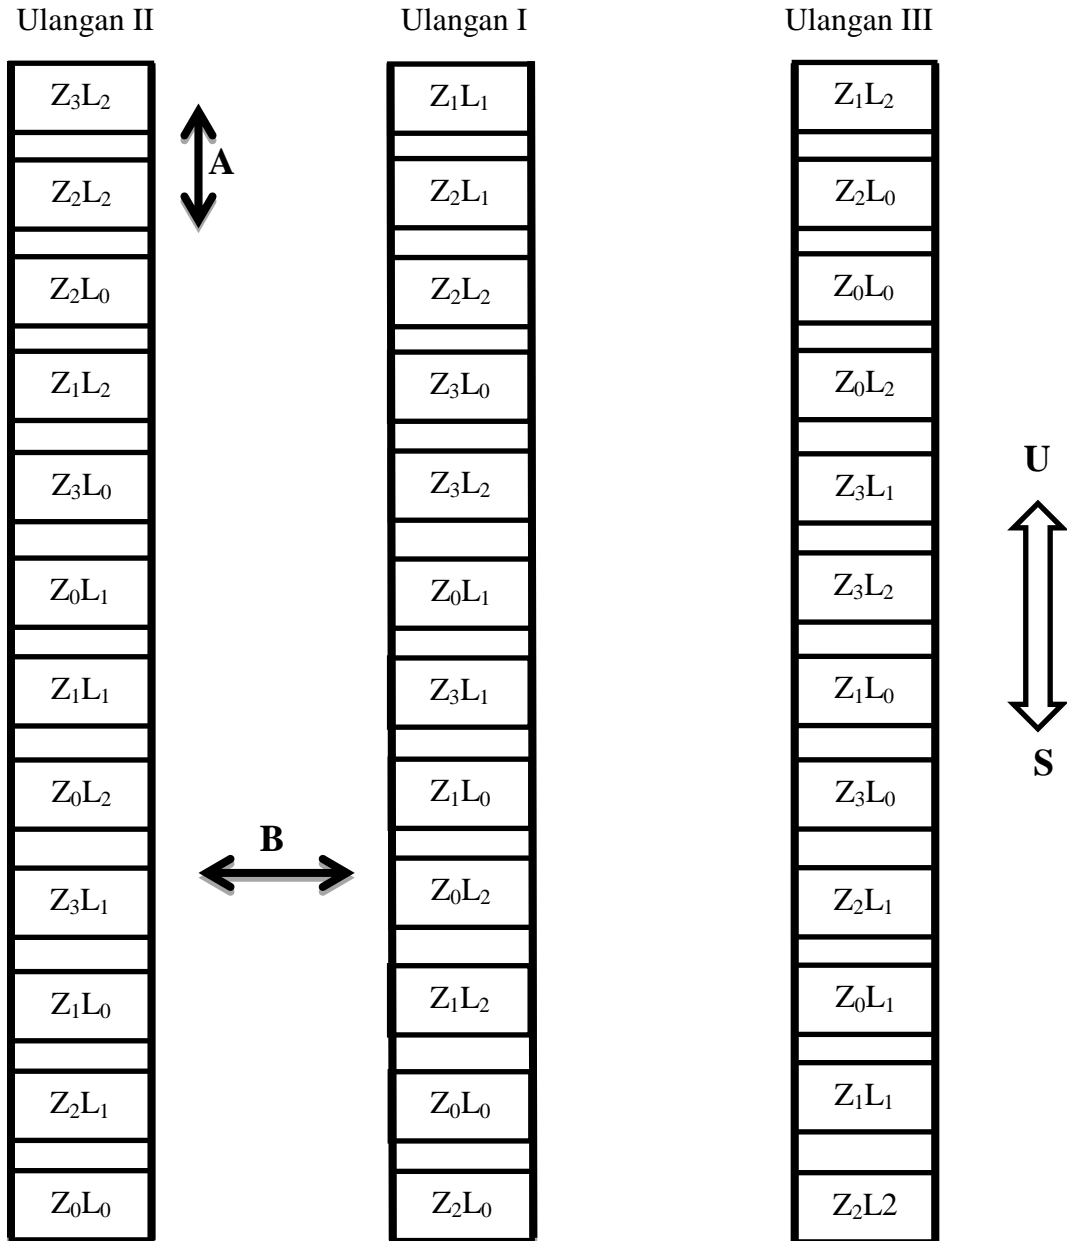 Ulangan II Ulangan I Ulangan III
Z₃L₂ Z₁L₁ Z₁L₂
A
Z₂L₂ Z₂L₁ Z₂L₀
Z₂L₀ Z₂L₂ Z₀L₀
Z₁L₂ Z₃L₀ Z₀L₂
U
Z₃L₀ Z₃L₂ Z₃L₁
Z₀L₁ Z₀L₁ Z₃L₂
Z₁L₁ Z₃L₁ Z₁L₀
S
Z₀L₂ Z₁L₀ Z₃L₀
B
Z₃L₁ Z₀L₂ Z₂L₁
Z₁L₀ Z₁L₂ Z₀L₁
Z₂L₁ Z₀L₀ Z₁L₁
Z₀L₀ Z₂L₀ Z₂L2